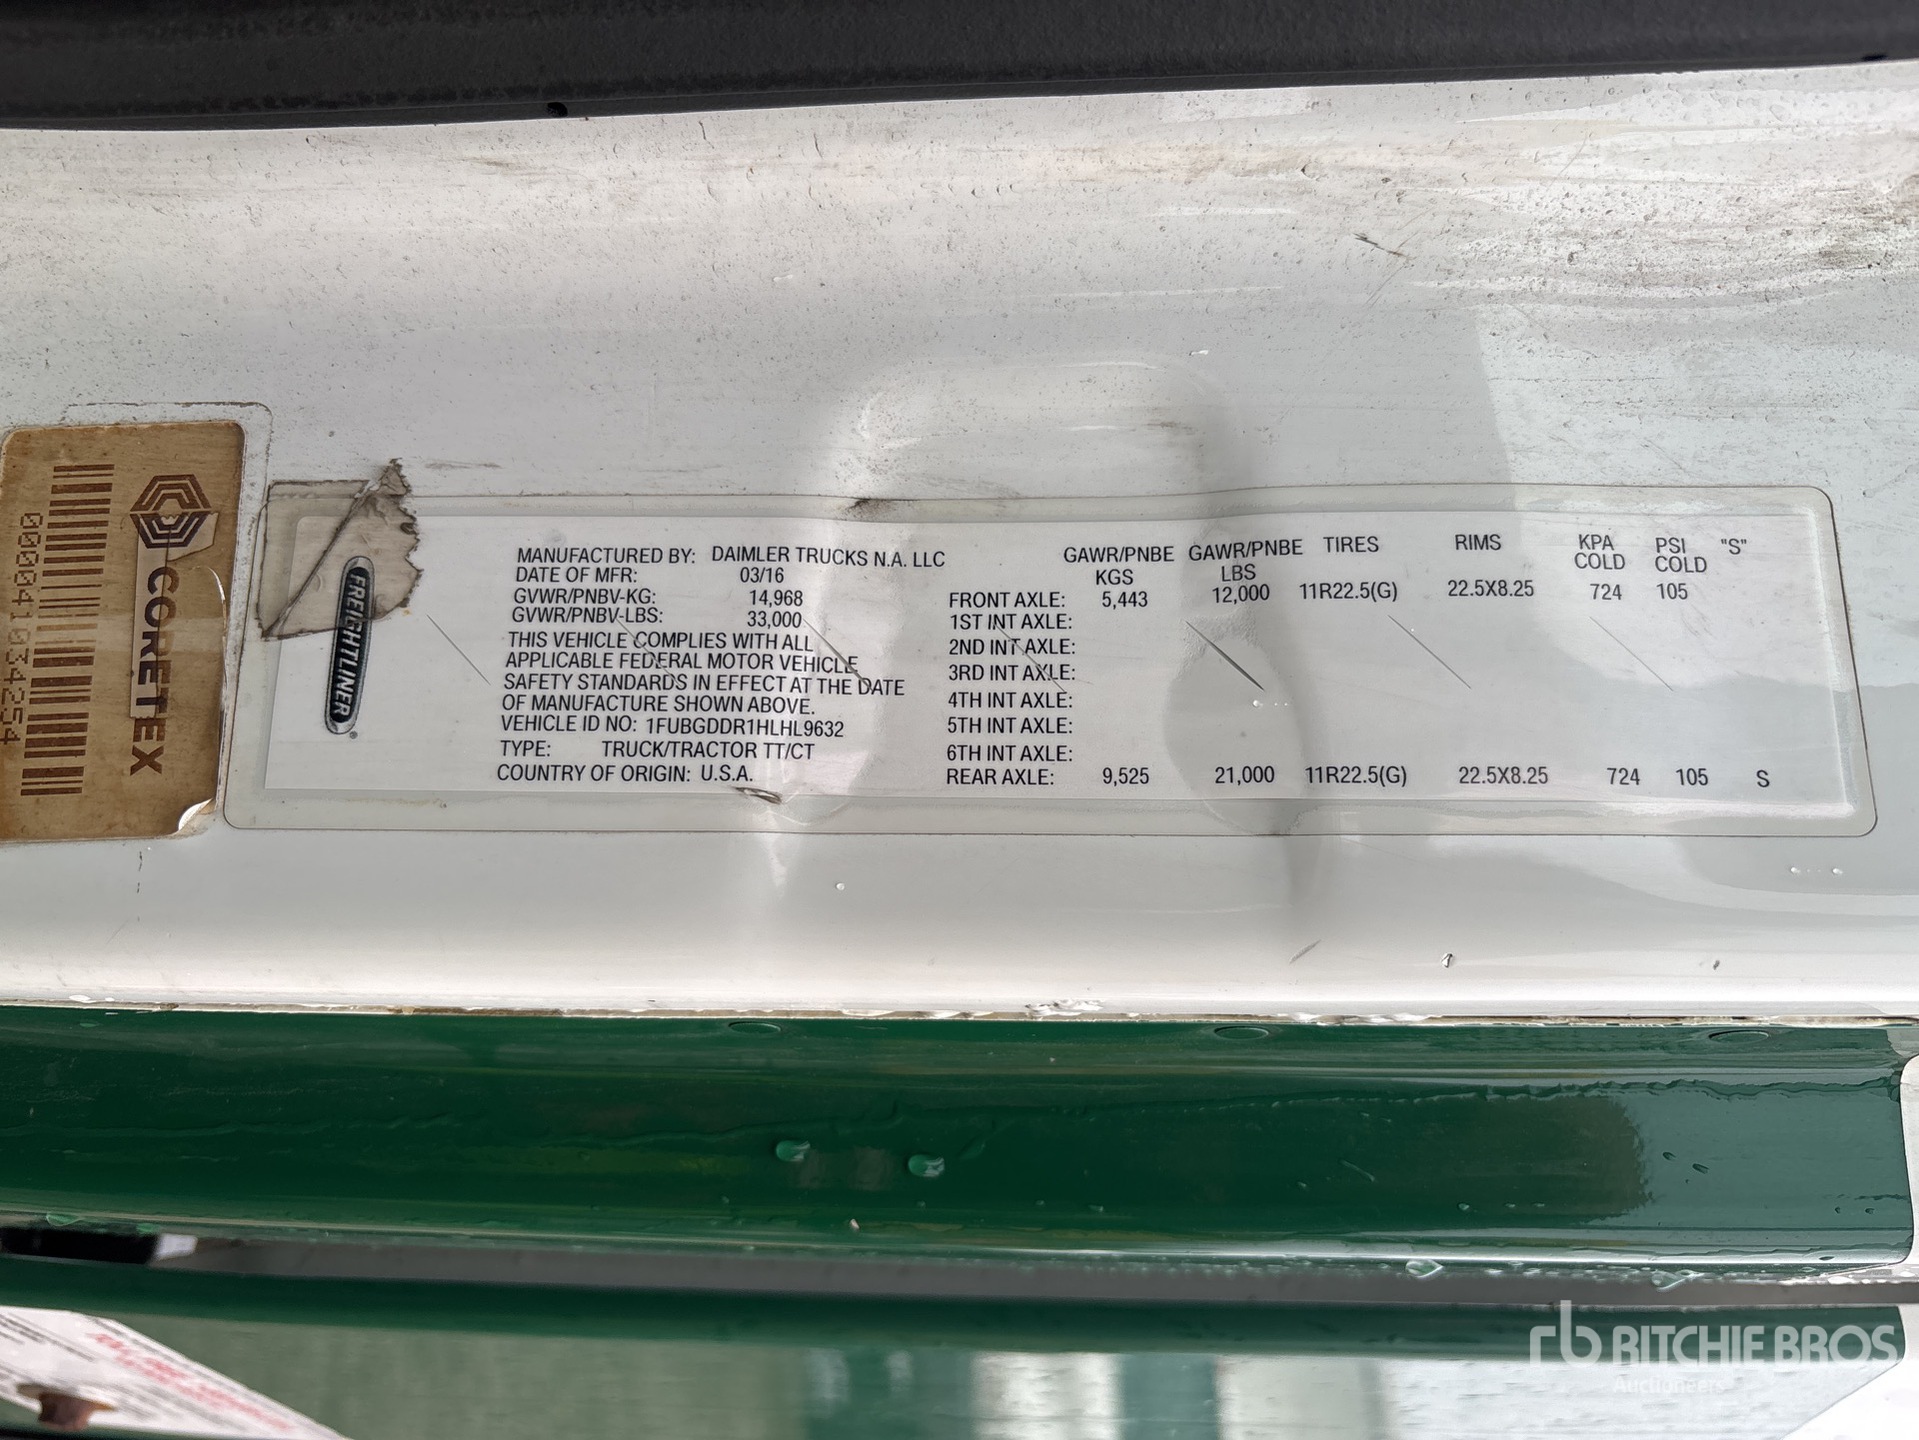 CORETEX
000041034254
FREIGHTLINER
MANUFACTURED BY: DAIMLER TRUCKS N.A. LLC
DATE OF MFR: 03/16
GVWR/PNBV-KG: 14,968
GVWR/PNBV-LBS: 33,000
THIS VEHICLE COMPLIES WITH ALL
APPLICABLE FEDERAL MOTOR VEHICLE
SAFETY STANDARDS IN EFFECT AT THE DATE
OF MANUFACTURE SHOWN ABOVE.
VEHICLE ID NO: 1FUBGDDR1HLHL9632
TYPE: TRUCK/TRACTOR TT/CT
COUNTRY OF ORIGIN: U.S.A.
GAWR/PNBE GAWR/PNBE TIRES RIMS KPA PSI "S"
KGS LBS COLD COLD
FRONT AXLE: 5,443 12,000 11R22.5(G) 22.5X8.25 724 105
1ST INT AXLE:
2ND INT AXLE:
3RD INT AXLE:
4TH INT AXLE:
5TH INT AXLE:
6TH INT AXLE:
REAR AXLE: 9,525 21,000 11R22.5(G) 22.5X8.25 724 105 S
rb RITCHIE BROS
Auctioneers